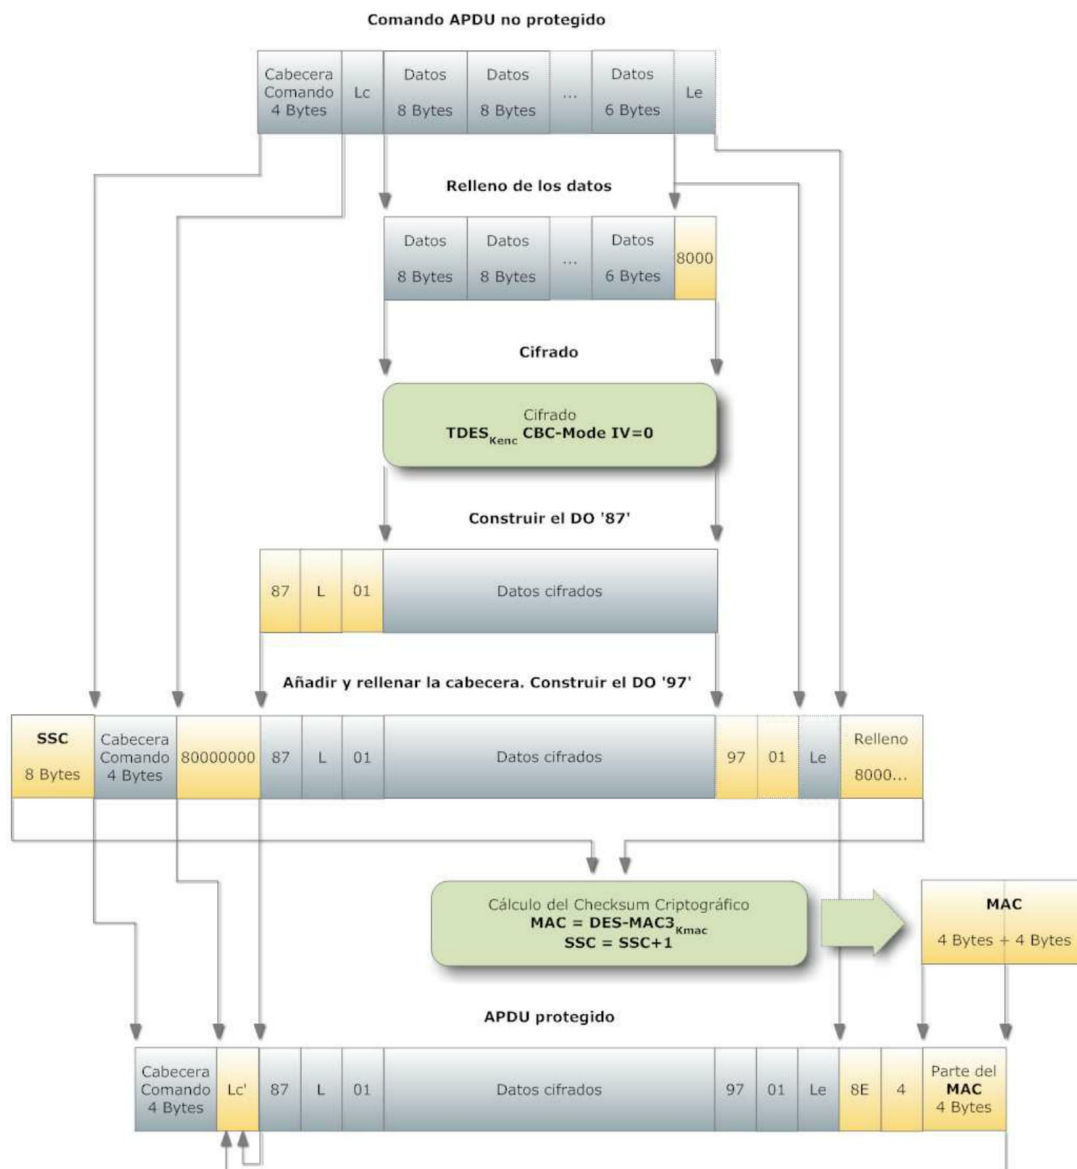 Comando APDU no protegido
Cabecera
Comando
4 Bytes
Lc
Datos
8 Bytes
Datos
8 Bytes
...
Datos
6 Bytes
Le
Relleno de los datos
Datos
8 Bytes
Datos
8 Bytes
...
Datos
6 Bytes
8000
Cifrado
Cifrado
TDESKenc CBC-Mode IV=0
Construir el DO '87'
87
L
01
Datos cifrados
Añadir y rellenar la cabecera. Construir el DO '97'
SSC
8 Bytes
Cabecera
Comando
4 Bytes
80000000
87
L
01
Datos cifrados
97
01
Le
Relleno
8000...
Cálculo del Checksum Criptográfico
MAC = DES-MAC3Kmac
SSC = SSC+1
MAC
4 Bytes + 4 Bytes
APDU protegido
Cabecera
Comando
4 Bytes
Lc'
87
L
01
Datos cifrados
97
01
Le
8E
4
Parte del
MAC
4 Bytes